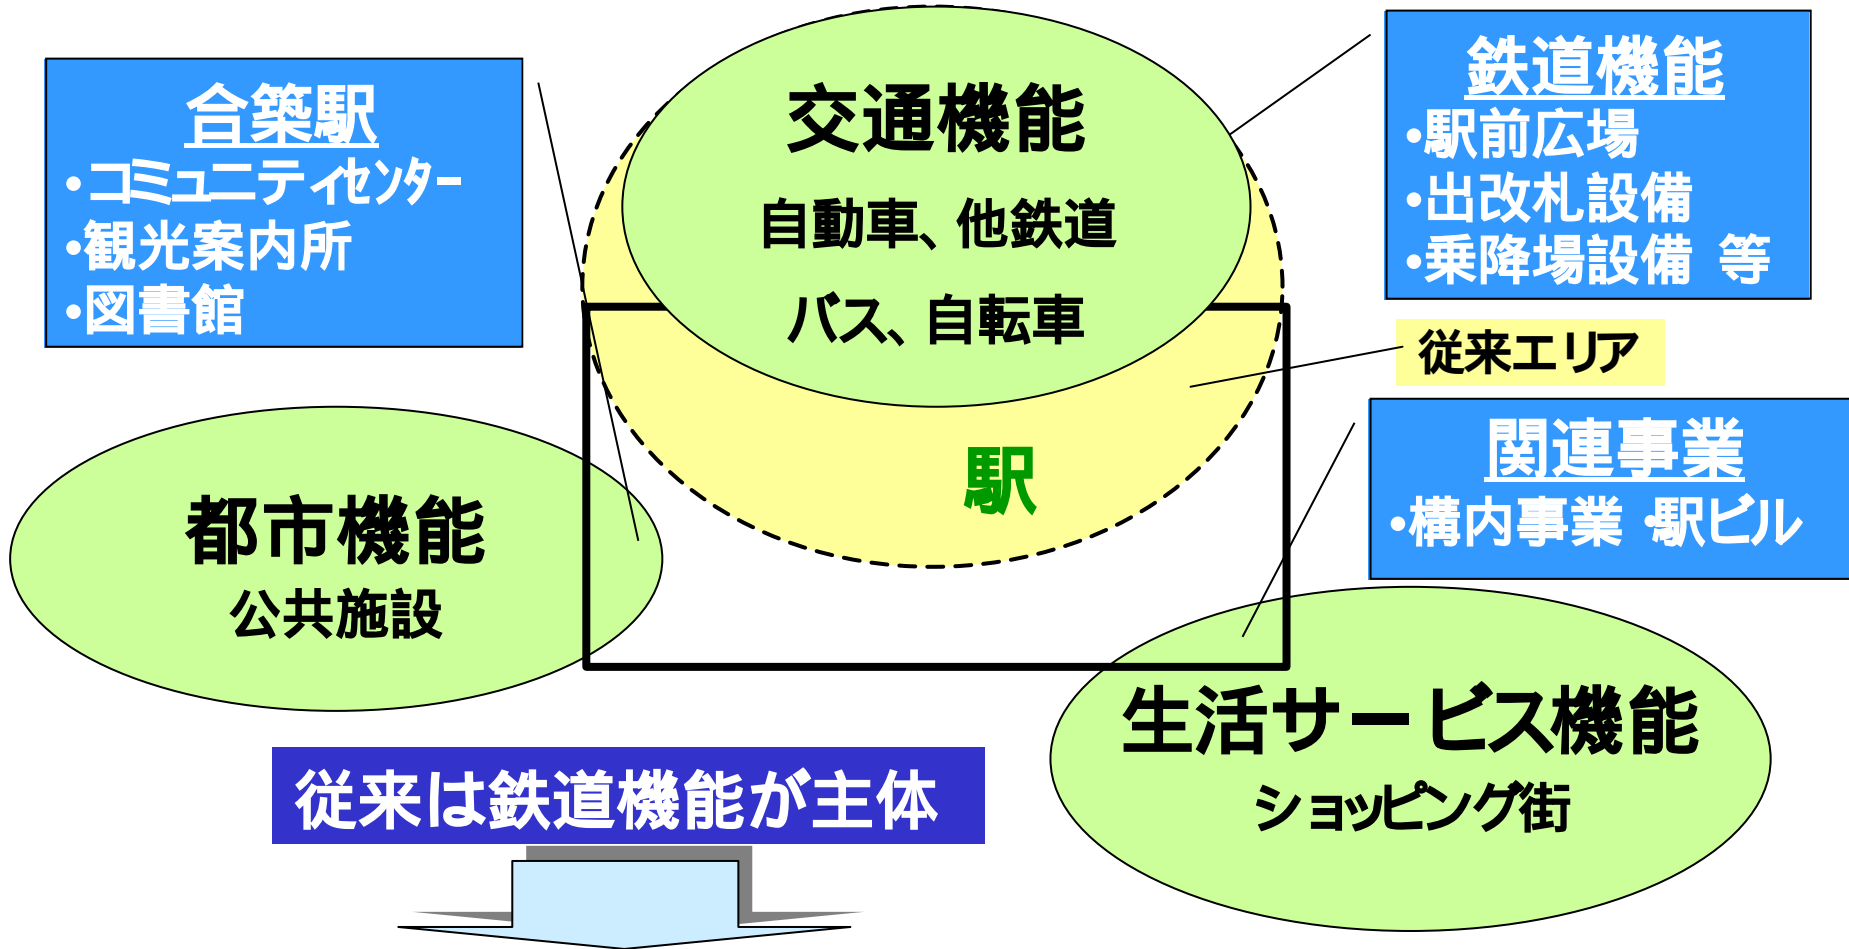 合築駅
・コミュニティセンター
・観光案内所
・図書館
交通機能
自動車、他鉄道
バス、自転車
鉄道機能
・駅前広場
・出改札設備
・乗降場設備 等
従来エリア
駅
関連事業
・構内事業 ・駅ビル
都市機能
公共施設
生活サービス機能
ショッピング街
従来は鉄道機能が主体